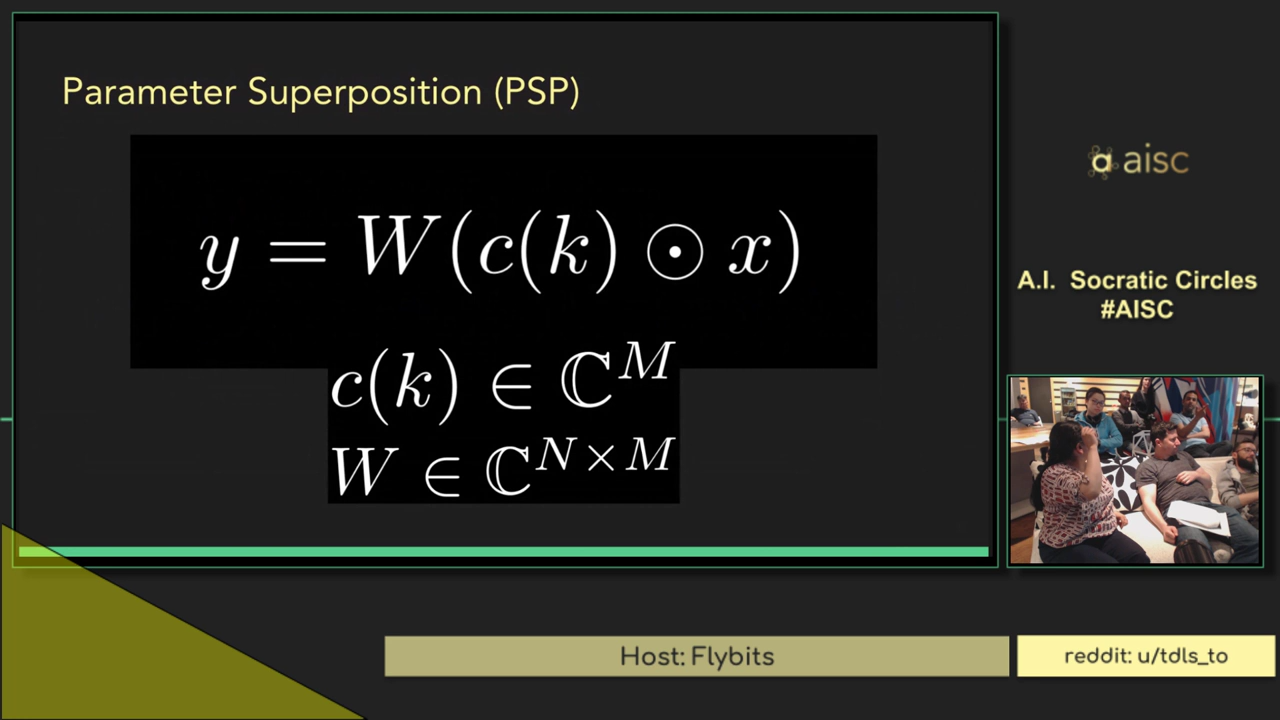 Parameter Superposition (PSP)
y = W(c(k) ⊙ x)
c(k) ∈ ℂ^M
W ∈ ℂ^{N×M}
aisc
A.I. Socratic Circles
#AISC
Host: Flybits
reddit: u/tdls_to